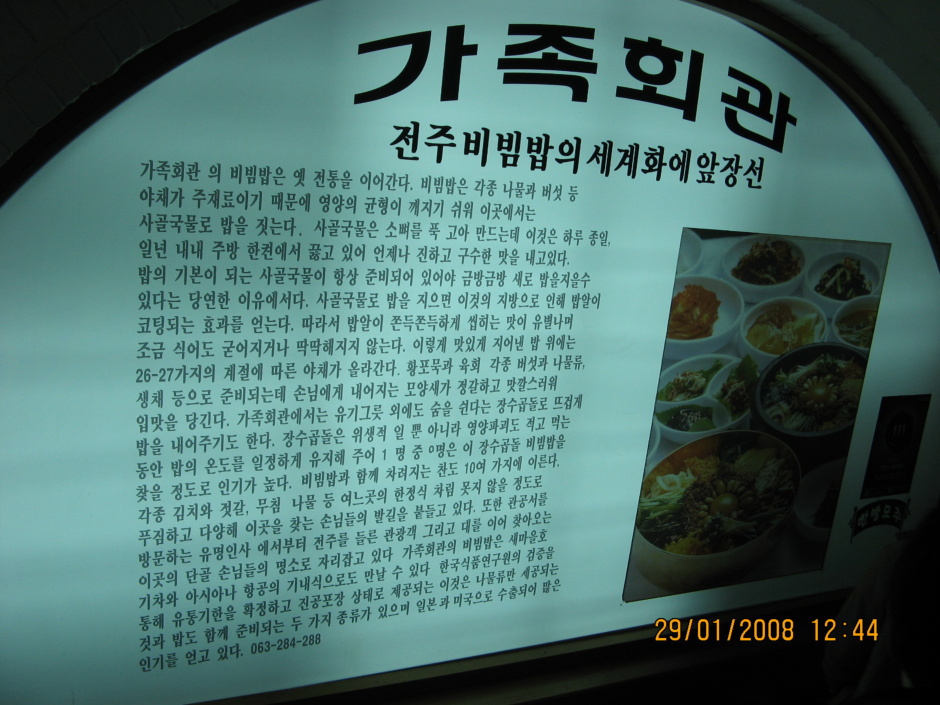 가족회관
전주비빔밥의 세계화에 앞장선
가족회관 의 비빔밥은 옛 전통을 이어간다. 비빔밥은 각종 나물과 버섯 등
야채가 주재료이기 때문에 영양의 균형이 깨지기 쉬워 이곳에서는
사골국물로 밥을 짓는다. 사골국물은 소뼈를 푹 고아 만드는데 이것은 하루 종일,
일년 내내 주방 한켠에서 끓고 있어 언제나 진하고 구수한 맛을 내고있다.
밥의 기본이 되는 사골국물이 항상 준비되어 있어야 금방금방 새로 밥을지을수
있다는 당연한 이유에서다. 사골국물로 밥을 지으면 이것의 지방으로 인해 밥알이
코팅되는 효과를 얻는다. 따라서 밥알이 쫀득쫀득하게 씹히는 맛이 유별나며
조금 식어도 굳어지거나 딱딱해지지 않는다. 이렇게 맛있게 지어낸 밥 위에는
26-27가지의 계절에 따른 야채가 올라간다. 황포묵과 육회 각종 버섯과 나물류,
생채 등으로 준비되는데 손님에게 내어지는 모양새가 정갈하고 맛깔스러워
입맛을 당긴다. 가족회관에서는 유기그릇 외에도 숨을 쉰다는 장수곱돌로 뜨겁게
밥을 내어주기도 한다. 장수곱돌은 위생적 일 뿐 아니라 영양파괴도 적고 먹는
동안 밥의 온도를 일정하게 유지해 주어 1 명 중 0명은 이 장수곱돌 비빔밥을
찾을 정도로 인기가 높다. 비빔밥과 함께 차려지는 찬도 10여 가지에 이른다.
각종 김치와 젓갈, 무침 나물 등 여느곳의 한정식 차림 못지 않을 정도로
푸짐하고 다양해 이곳을 찾는 손님들의 발길을 붙들고 있다. 또한 관공서를
방문하는 유명인사 에서부터 전주를 들른 관광객 그리고 대를 이어 찾아오는
이곳의 단골 손님들의 명소로 자리잡고 있다 가족회관의 비빔밥은 새마을호
기차와 아시아나 항공의 기내식으로도 만날 수 있다 한국식품연구원의 검증을
통해 유통기한을 확정하고 진공포장 상태로 제공되는 이것은 나물류만 세공되는
것과 밥도 함께 준비되는 두 가지 종류가 있으며 일본과 미국으로 수출되어 많은
인기를 얻고 있다. 063-284-288
29/01/2008 12:44